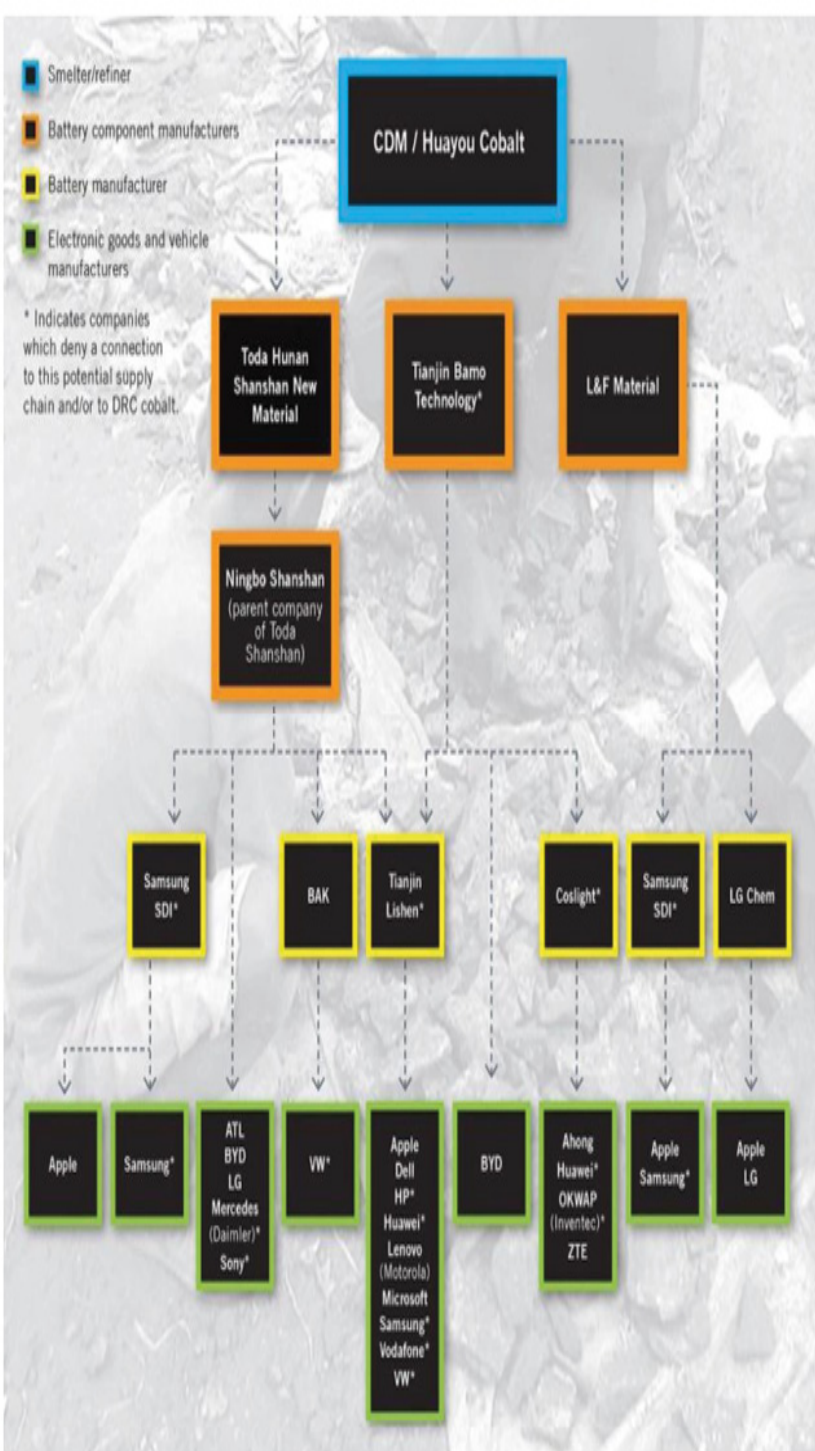 Smelter/refiner
Battery component manufacturers
Battery manufacturer
Electronic goods and vehicle
manufacturers
* Indicates companies
which deny a connection
to this potential supply
chain and/or to DRC cobalt.
CDM / Huayou Cobalt
Toda Hunan
Shanshan New
Material
Tianjin Bamo
Technology*
L&F Material
Ningbo Shanshan
(parent company
of Toda
Shanshan)
Samsung
SDI*
BAK
Tianjin
Lishen*
Coslight*
Samsung
SDI*
LG Chem
Apple
Samsung*
ATL
BYD
LG
Mercedes
(Daimler)*
Sony*
VW*
Apple
Dell
HP*
Huawei*
Lenovo
(Motorola)
Microsoft
Samsung*
Vodafone*
VW*
BYD
Ahong
Huawei*
OKWAP
(Inventec)*
ZTE
Apple
Samsung*
Apple
LG